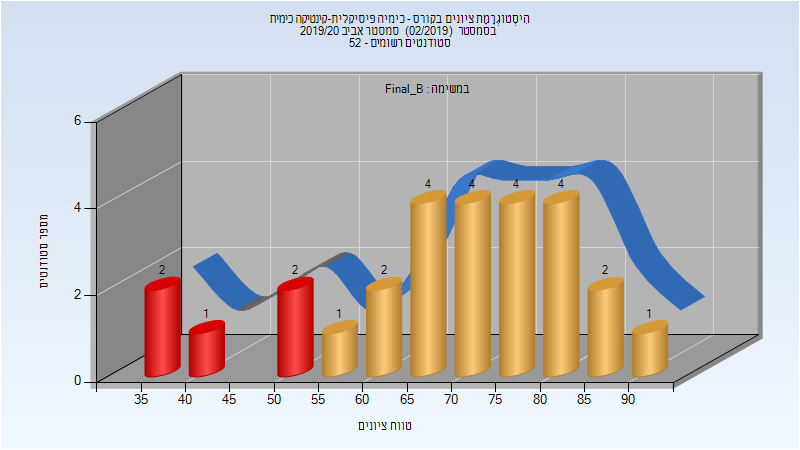 היסטוגרמת ציונים בקורס - כימיה פיסיקלית-קינטיקה כימית
בסמסטר (02/2019) סמסטר אביב 2019/20
סטודנטים רשומים - 52
במשימה : Final_B
מספר סטודנטים
6
4
2
0
2 1 2 1 2 4 4 4 4 2 1
35 40 45 50 55 60 65 70 75 80 85 90
טווח ציונים